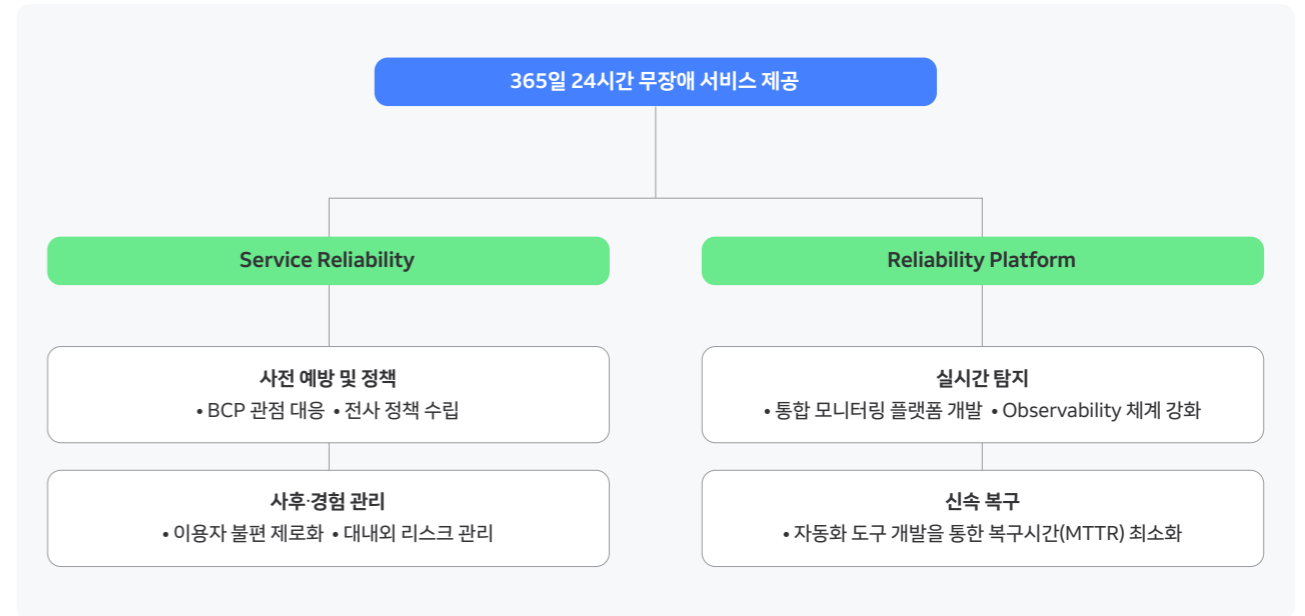 365일 24시간 무장애 서비스 제공
Service Reliability
사전 예방 및 정책
• BCP 관점 대응 • 전사 정책 수립
사후·경험 관리
• 이용자 불편 제로화 • 대내외 리스크 관리
Reliability Platform
실시간 탐지
• 통합 모니터링 플랫폼 개발 • Observability 체계 강화
신속 복구
• 자동화 도구 개발을 통한 복구시간(MTTR) 최소화